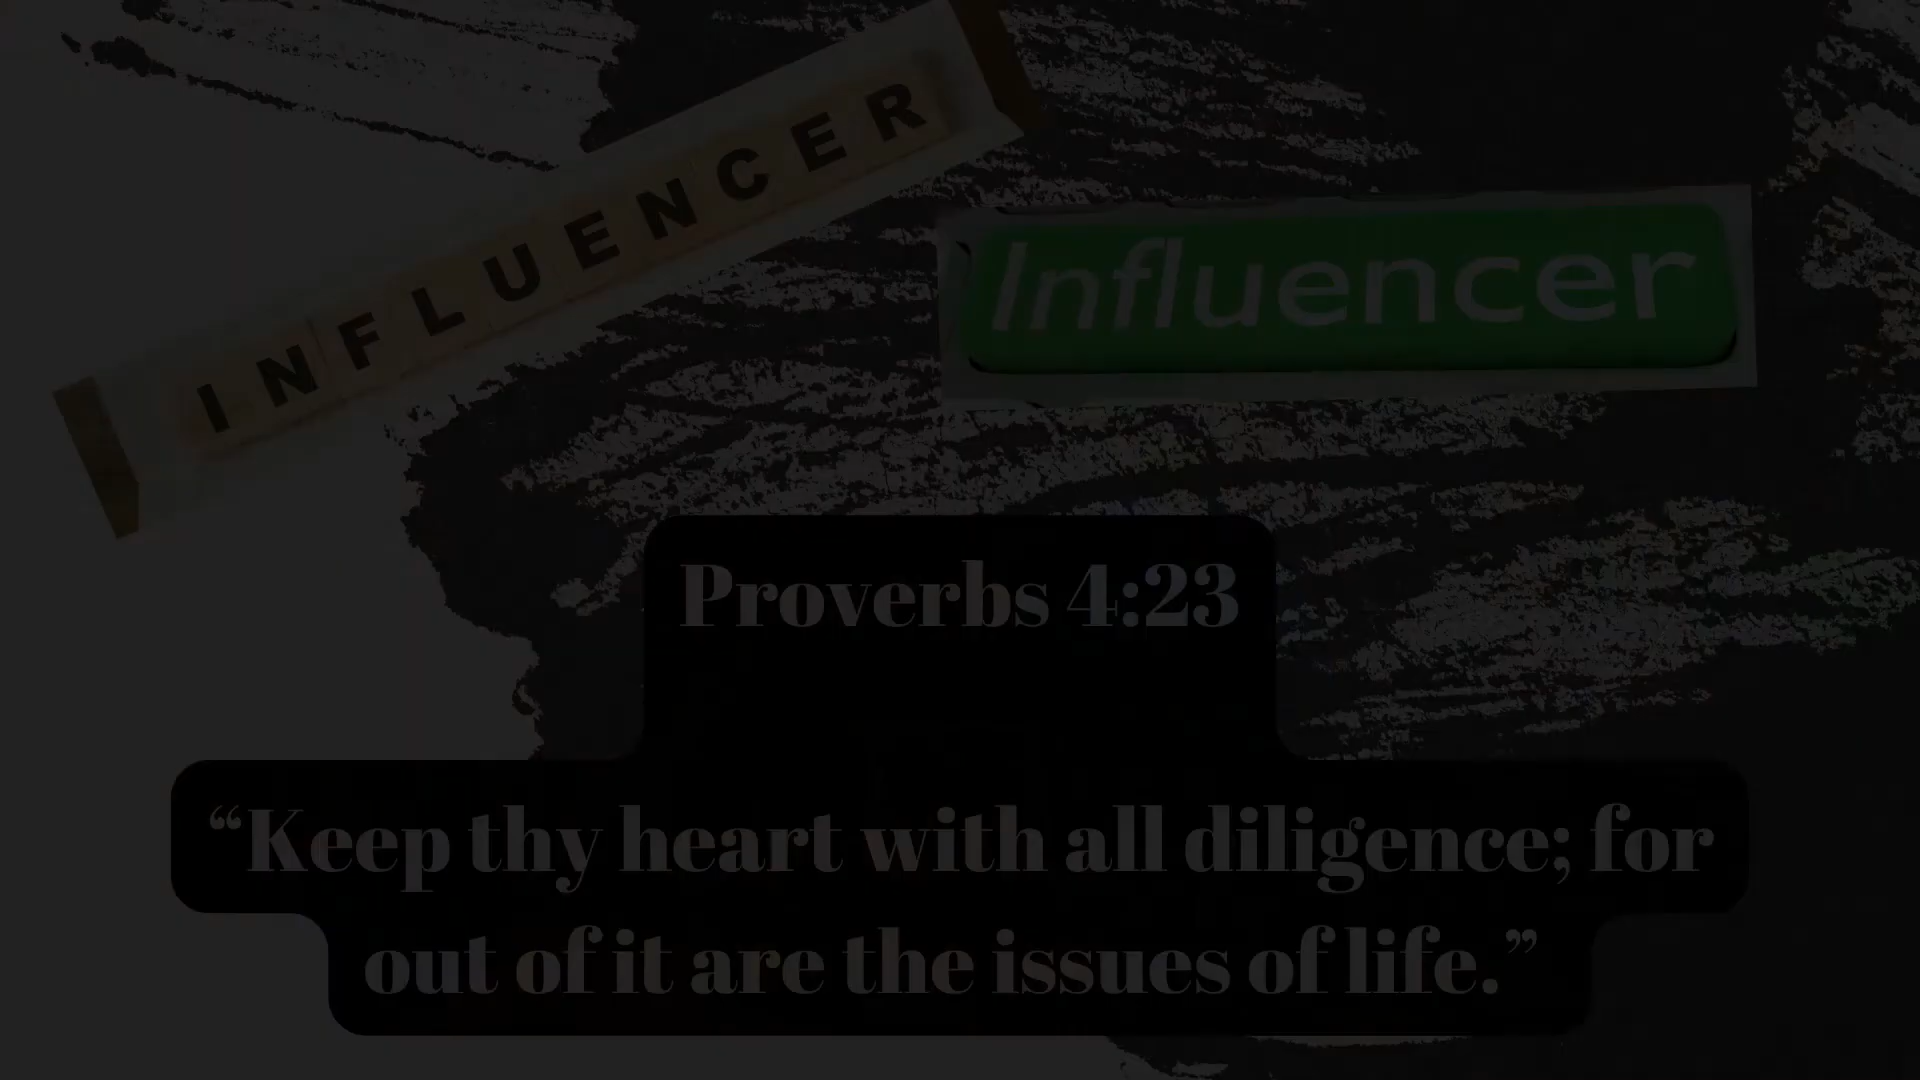 INFLUENCER
Influencer
Proverbs 4:23
“Keep thy heart with all diligence; for
out of it are the issues of life.”